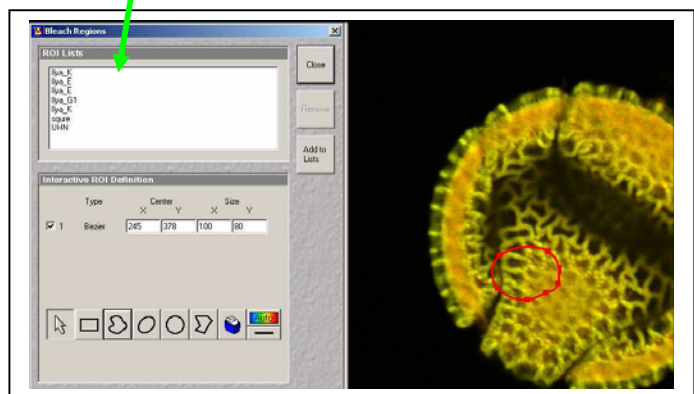 Bleach Regions
ROI Lists
Ilya_K
Ilya_E
Ilya_E
Ilya_G1
Ilya_K
squre
UHN
Close
Remove
Add to
Lists
Interactive ROI Definition
Type Center Size
X Y X Y
1 Bezier 245 378 100 80
Auto